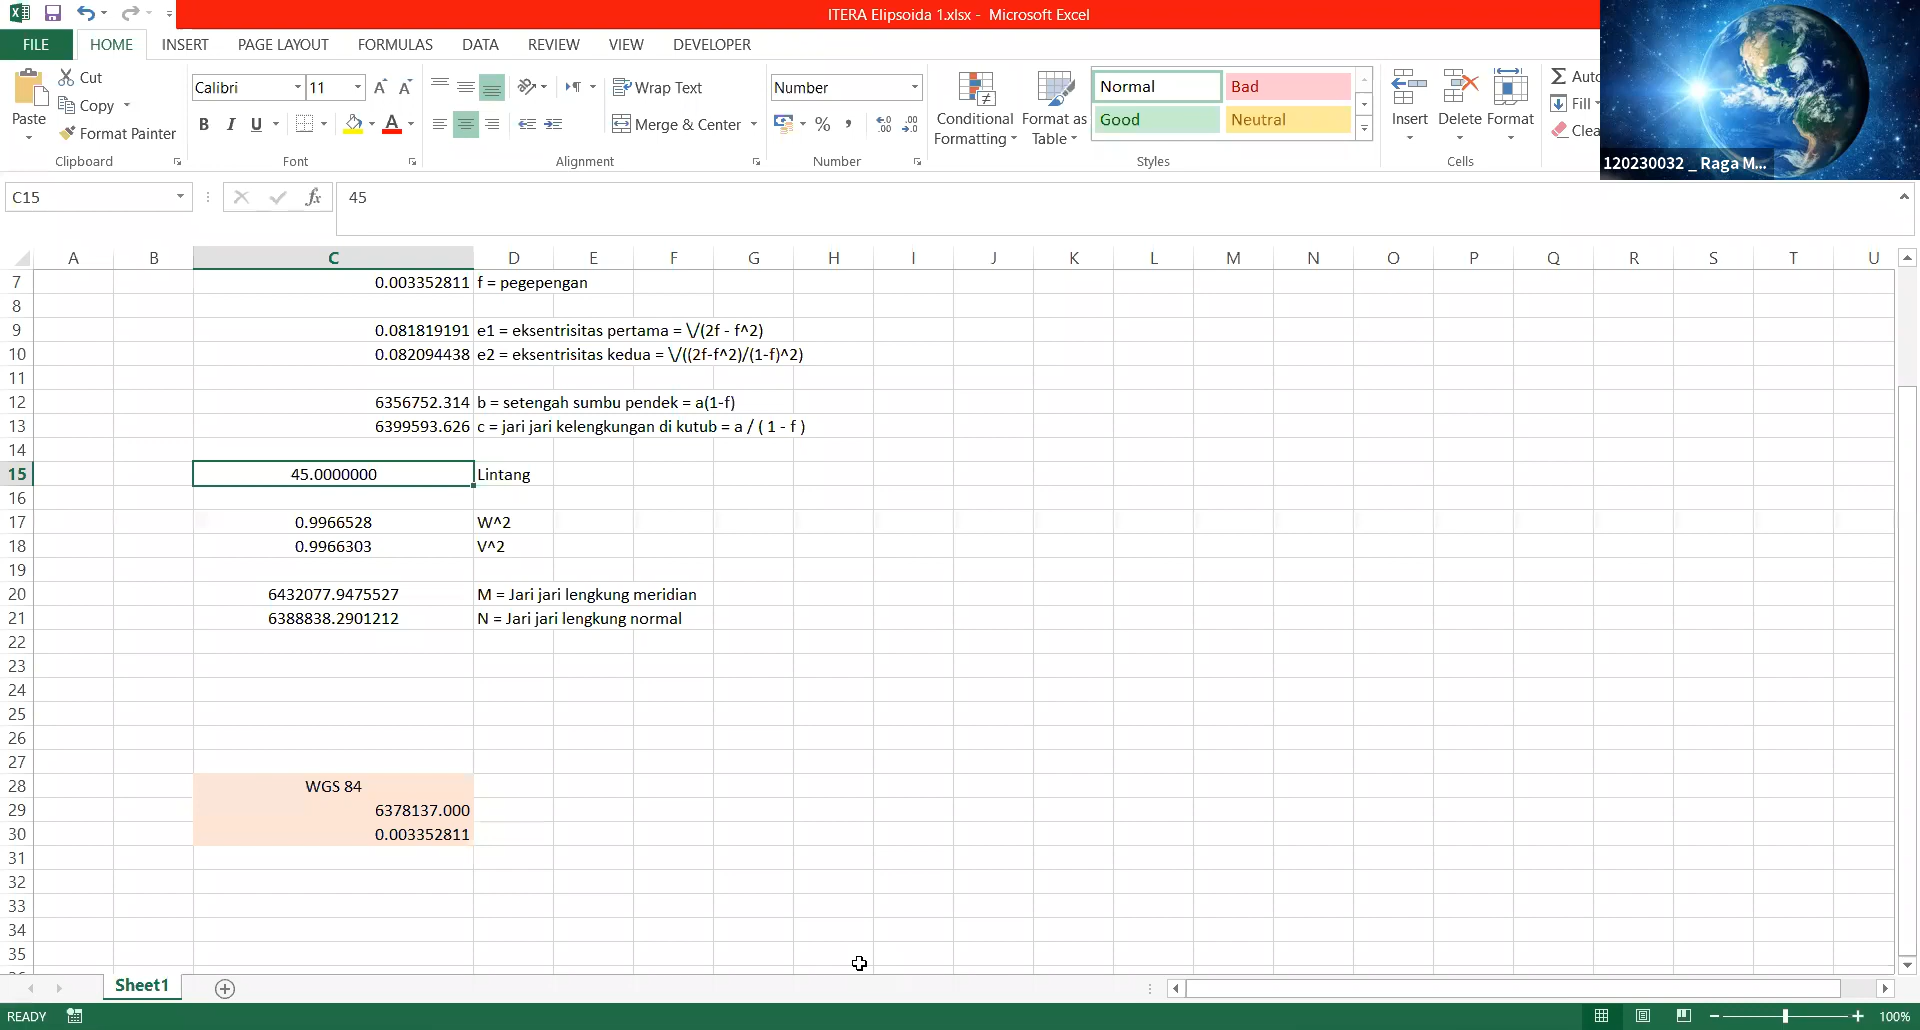 ITERA Elipsoida 1.xlsx - Microsoft Excel
FILE HOME INSERT PAGE LAYOUT FORMULAS DATA REVIEW VIEW DEVELOPER
Paste
Cut
Copy
Format Painter
Clipboard
Calibri 11
B I U
Font
Wrap Text
Merge & Center
Alignment
Number
%
Number
Conditional Formatting
Format as Table
Normal Bad
Good Neutral
Styles
Insert Delete Format
Cells
Fill
120230032 _ Raga M...
C15 fx 45
A B C D E F G H I J K L M N O P Q R S T U
7 0.003352811 f = pegepengan
8
9 0.081819191 e1 = eksentrisitas pertama = \/(2f - f^2)
10 0.082094438 e2 = eksentrisitas kedua = \/((2f-f^2)/(1-f)^2)
11
12 6356752.314 b = setengah sumbu pendek = a(1-f)
13 6399593.626 c = jari jari kelengkungan di kutub = a / ( 1 - f )
14
15 45.0000000 Lintang
16
17 0.9966528 W^2
18 0.9966303 V^2
19
20 6432077.9475527 M = Jari jari lengkung meridian
21 6388838.2901212 N = Jari jari lengkung normal
22
23
24
25
26
27
28 WGS 84
29 6378137.000
30 0.003352811
31
32
33
34
35
Sheet1
READY 100%